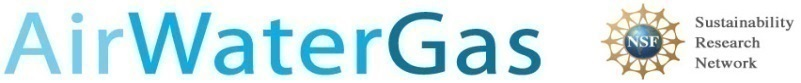 AirWaterGas
NSF
Sustainability
Research
Network